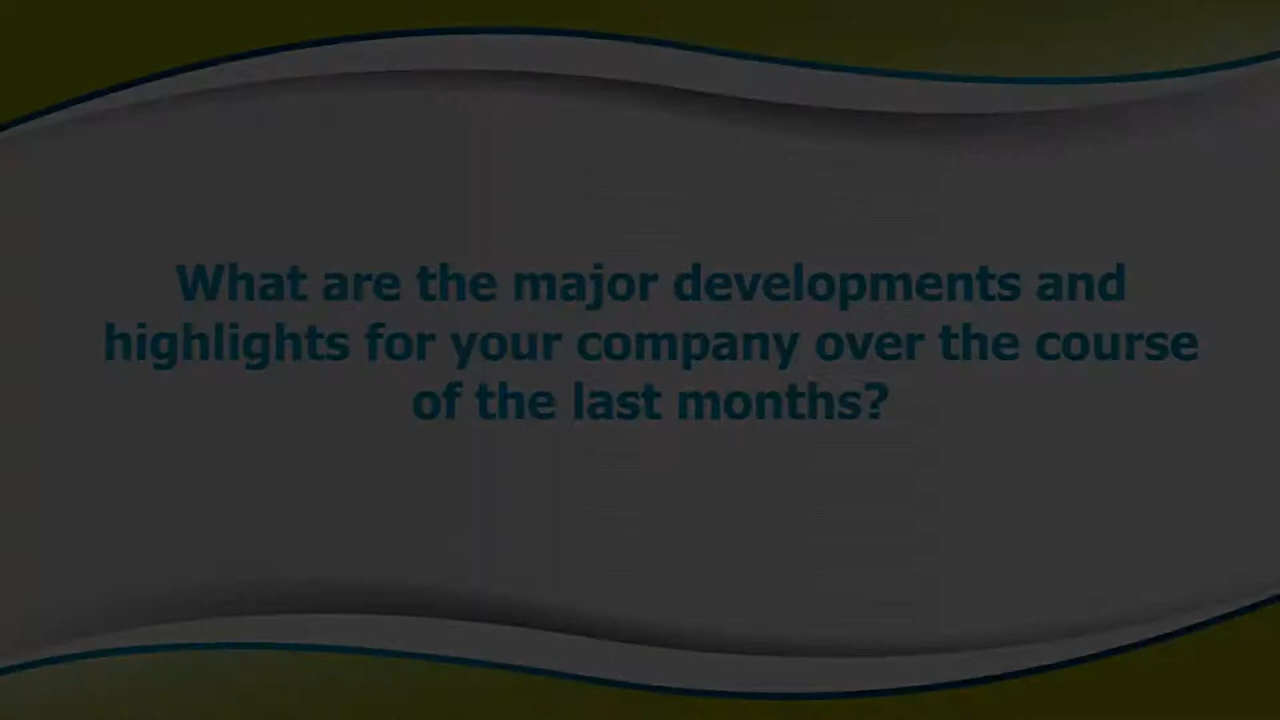 What are the major developments and
highlights for your company over the course
of the last months?